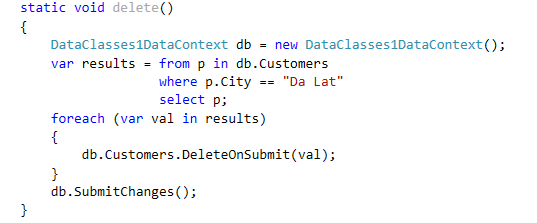 static void delete()
{
    DataClasses1DataContext db = new DataClasses1DataContext();
    var results = from p in db.Customers
                  where p.City == "Da Lat"
                  select p;
    foreach (var val in results)
    {
        db.Customers.DeleteOnSubmit(val);
    }
    db.SubmitChanges();
}